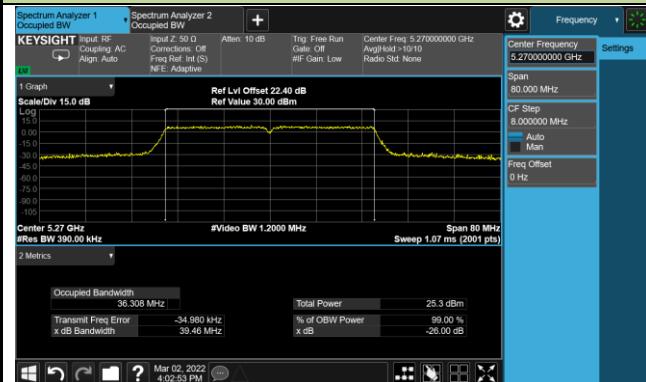 Spectrum Analyzer 1
Occupied BW
Spectrum Analyzer 2
Occupied BW
+
Frequency
KEYSIGHT
Input: RF
Coupling: AC
Align: Auto
Input Z: 50 Ω
Corrections: Off
Freq Ref: Int (S)
NFE: Adaptive
Atten: 10 dB
Trig: Free Run
Gate: Off
#IF Gain: Low
Center Freq: 5.270000000 GHz
Avg|Hold:>10/10
Radio Std: None
Center Frequency
5.270000000 GHz
Settings
Span
80.000 MHz
CF Step
8.000000 MHz
Auto
Man
Freq Offset
0 Hz
1 Graph
Scale/Div 15.0 dB
Ref Lvl Offset 22.40 dB
Ref Value 30.00 dBm
Log
15.0
0.00
-15.0
-30.0
-45.0
-60.0
-75.0
-90.0
-105
Center 5.27 GHz
#Res BW 390.00 kHz
#Video BW 1.2000 MHz
Span 80 MHz
Sweep 1.07 ms (2001 pts)
2 Metrics
Occupied Bandwidth
36.308 MHz
Total Power 25.3 dBm
Transmit Freq Error -34.980 kHz
% of OBW Power 99.00 %
x dB Bandwidth 39.46 MHz
x dB -26.00 dB
?
Mar 02, 2022
4:02:53 PM